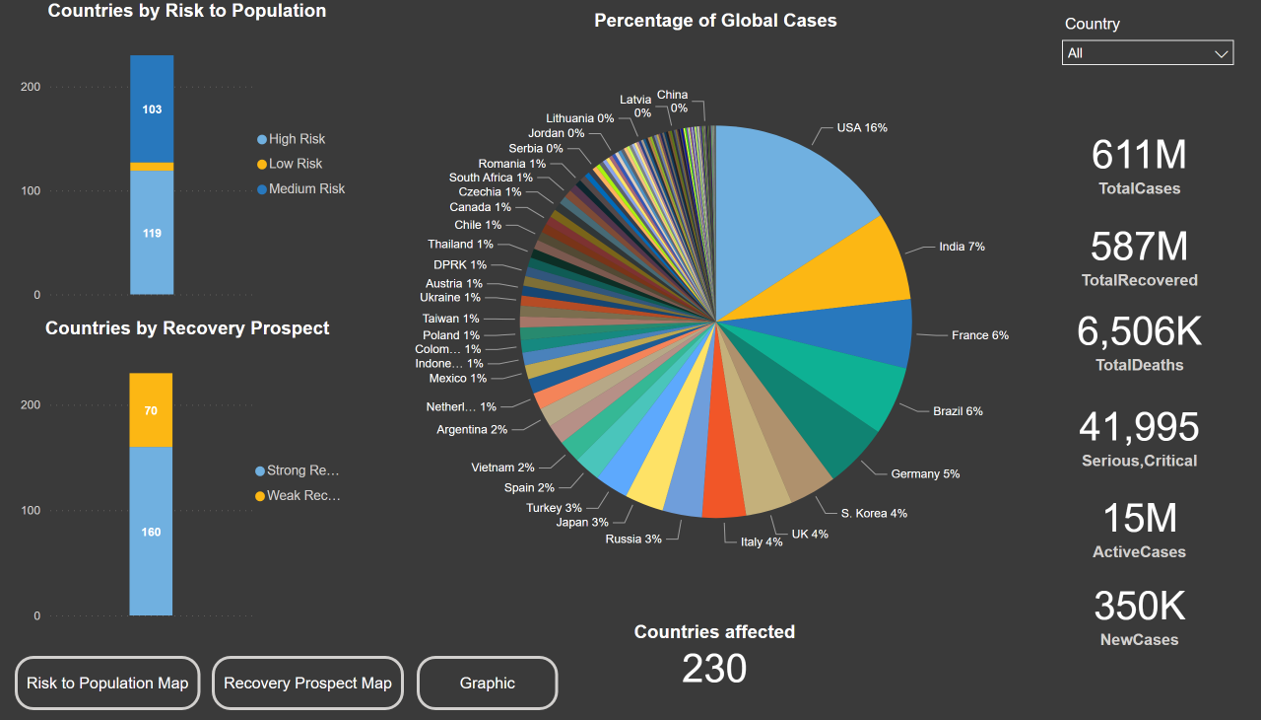 Countries by Risk to Population
200
103
100
119
0
High Risk
Low Risk
Medium Risk
Countries by Recovery Prospect
200
70
100
160
0
Strong Re...
Weak Rec...
Percentage of Global Cases
USA 16%
India 7%
France 6%
Brazil 6%
Germany 5%
S. Korea 4%
UK 4%
Italy 4%
Russia 3%
Japan 3%
Turkey 3%
Spain 2%
Vietnam 2%
Argentina 2%
Netherl... 1%
Mexico 1%
Indone... 1%
Colom... 1%
Poland 1%
Taiwan 1%
Ukraine 1%
Austria 1%
DPRK 1%
Thailand 1%
Chile 1%
Canada 1%
Czechia 1%
South Africa 1%
Romania 1%
Serbia 0%
Jordan 0%
Lithuania 0%
Latvia
0%
China
0%
Countries affected
230
Country
All
611M
TotalCases
587M
TotalRecovered
6,506K
TotalDeaths
41,995
Serious,Critical
15M
ActiveCases
350K
NewCases
Risk to Population Map
Recovery Prospect Map
Graphic